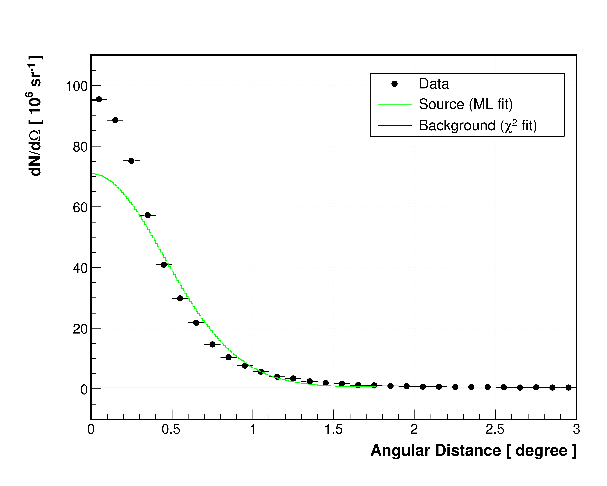 dN/dΩ [ 10⁶ sr⁻¹ ]
100
80
60
40
20
0
Data
Source (ML fit)
Background (χ² fit)
0 0.5 1 1.5 2 2.5 3
Angular Distance [ degree ]